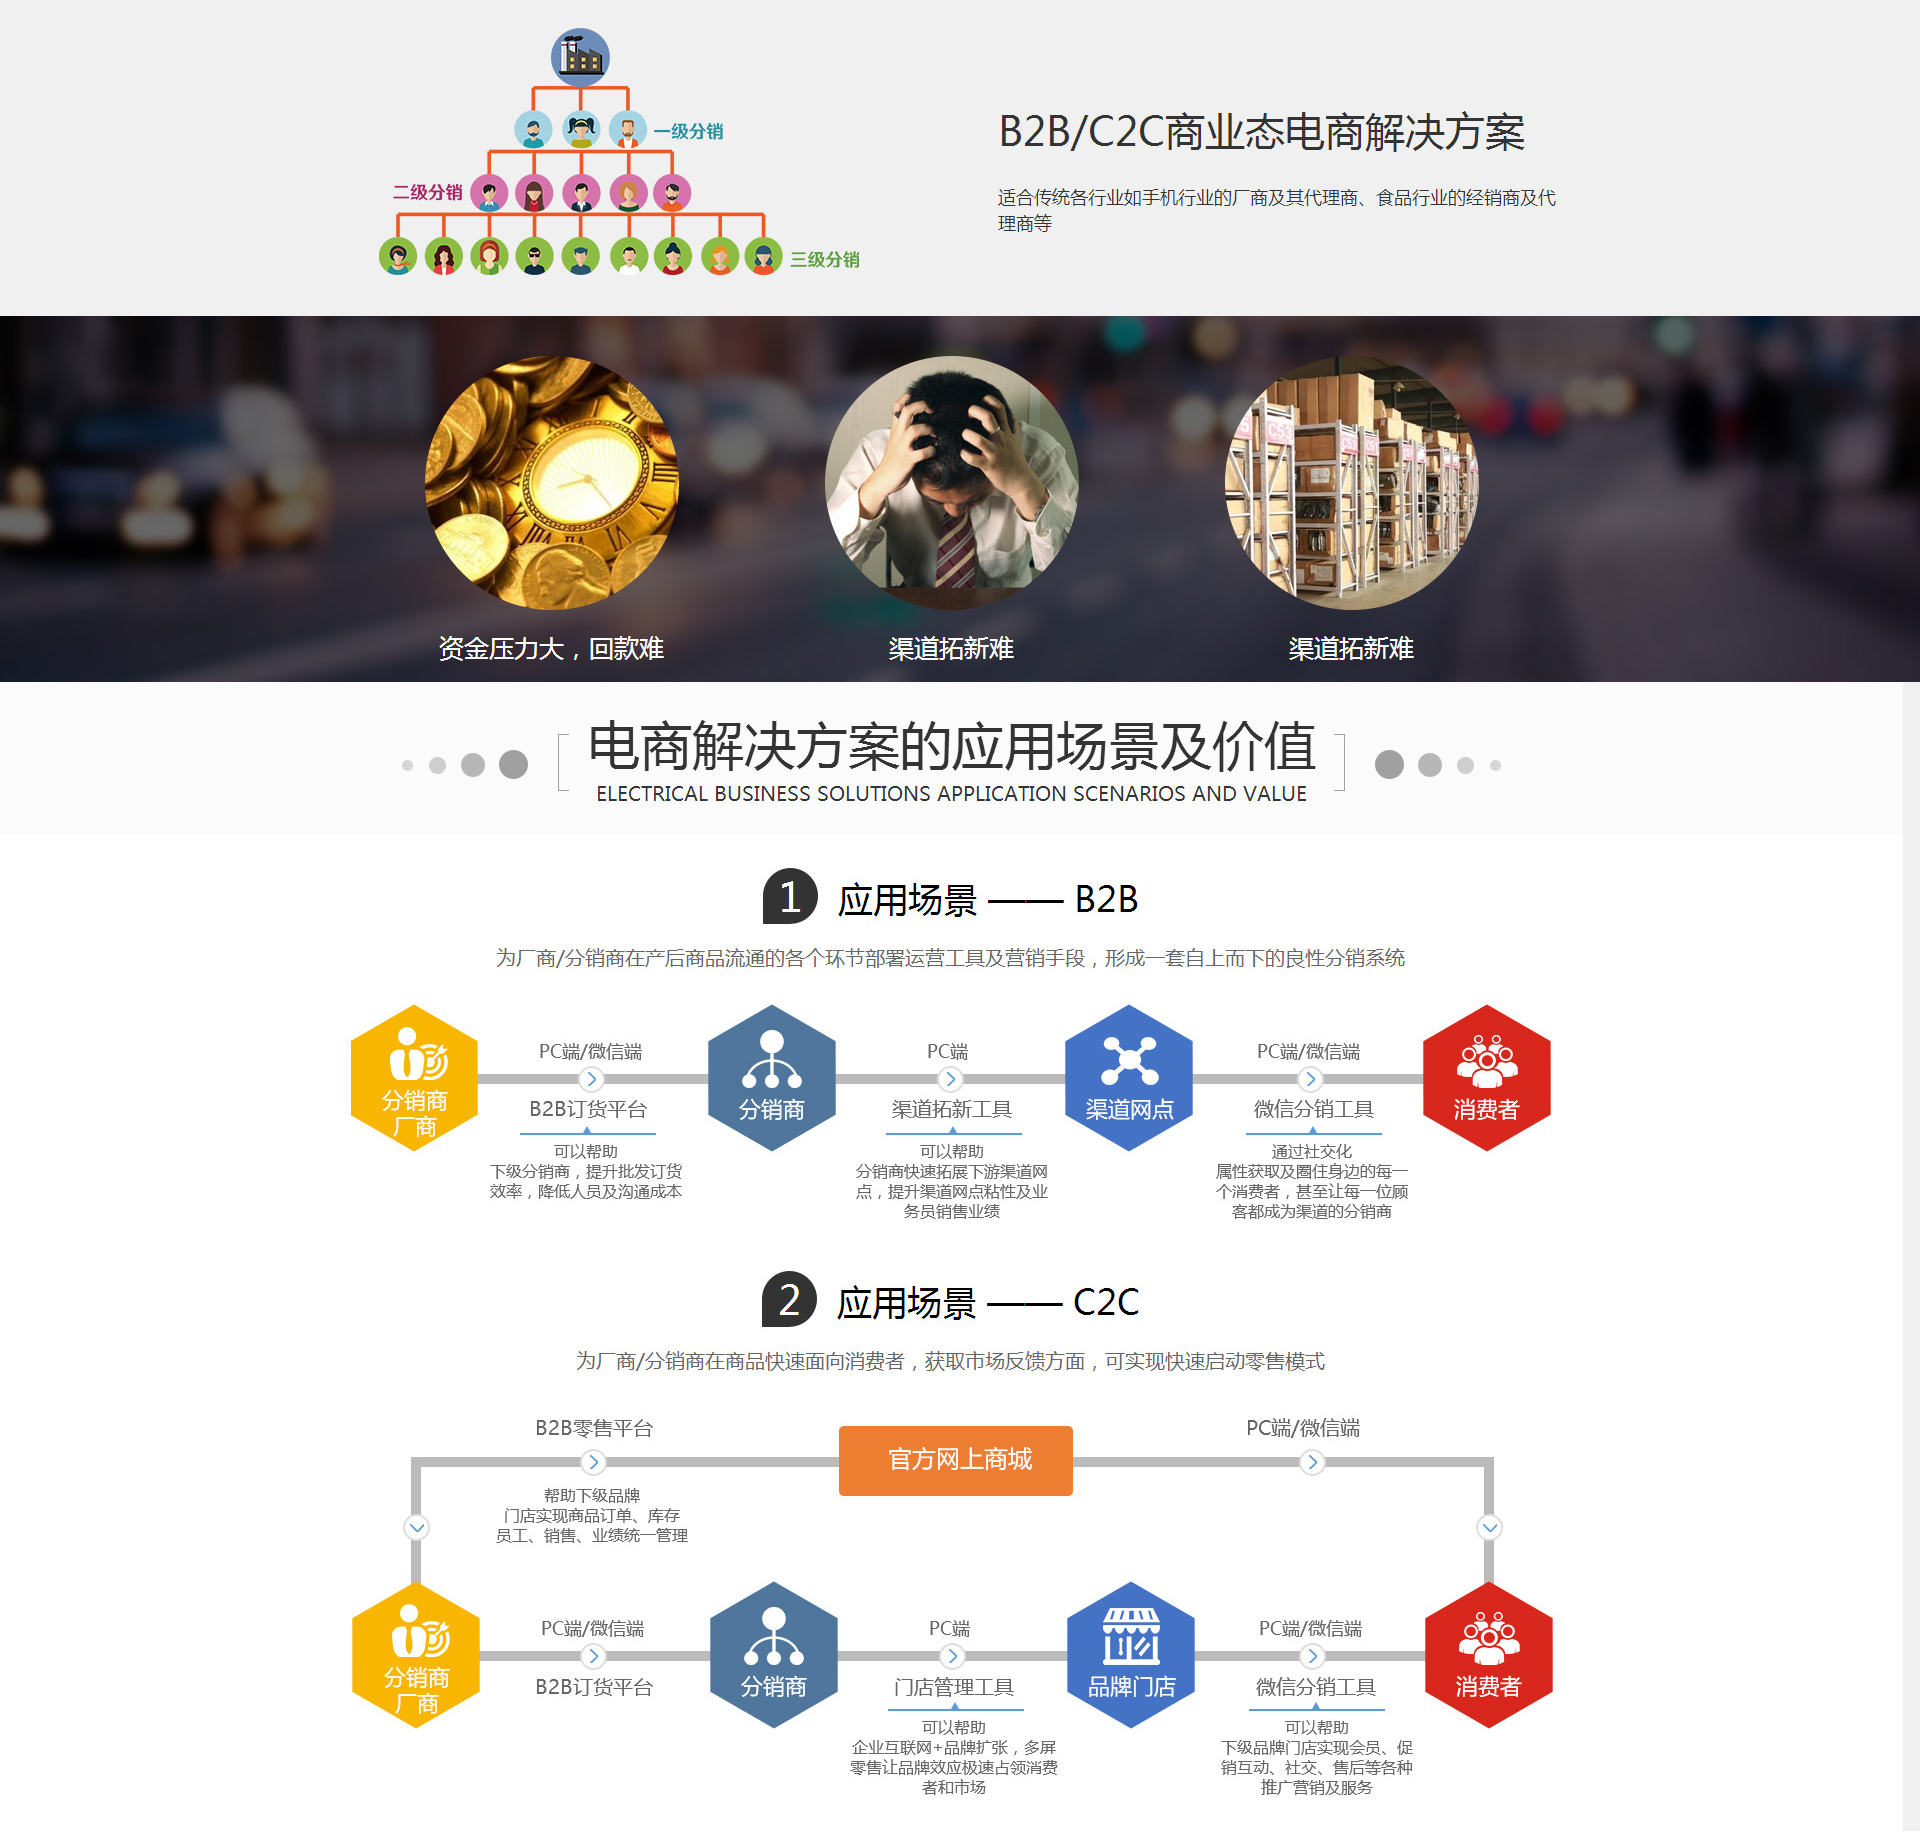 一级分销
二级分销
三级分销
B2B/C2C商业态电商解决方案
适合传统各行业如手机行业的厂商及其代理商、食品行业的经销商及代
理商等
C53
C53
C51
资金压力大，回款难
渠道拓新难
渠道拓新难
电商解决方案的应用场景及价值
ELECTRICAL BUSINESS SOLUTIONS APPLICATION SCENARIOS AND VALUE
1 应用场景 —— B2B
为厂商/分销商在产后商品流通的各个环节部署运营工具及营销手段，形成一套自上而下的良性分销系统
分销商
厂商
PC端/微信端
B2B订货平台
可以帮助
下级分销商，提升批发订货
效率，降低人员及沟通成本
分销商
PC端
渠道拓新工具
可以帮助
分销商快速拓展下游渠道网
点，提升渠道网点粘性及业
务员销售业绩
渠道网点
PC端/微信端
微信分销工具
通过社交化
属性获取及圈住身边的每一
个消费者，甚至让每一位顾
客都成为渠道的分销商
消费者
2 应用场景 —— C2C
为厂商/分销商在商品快速面向消费者，获取市场反馈方面，可实现快速启动零售模式
B2B零售平台
官方网上商城
PC端/微信端
帮助下级品牌
门店实现商品订单、库存
员工、销售、业绩统一管理
分销商
厂商
PC端/微信端
B2B订货平台
分销商
PC端
门店管理工具
可以帮助
企业互联网+品牌扩张，多屏
零售让品牌效应极速占领消费
者和市场
品牌门店
PC端/微信端
微信分销工具
可以帮助
下级品牌门店实现会员、促
销互动、社交、售后等各种
推广营销及服务
消费者